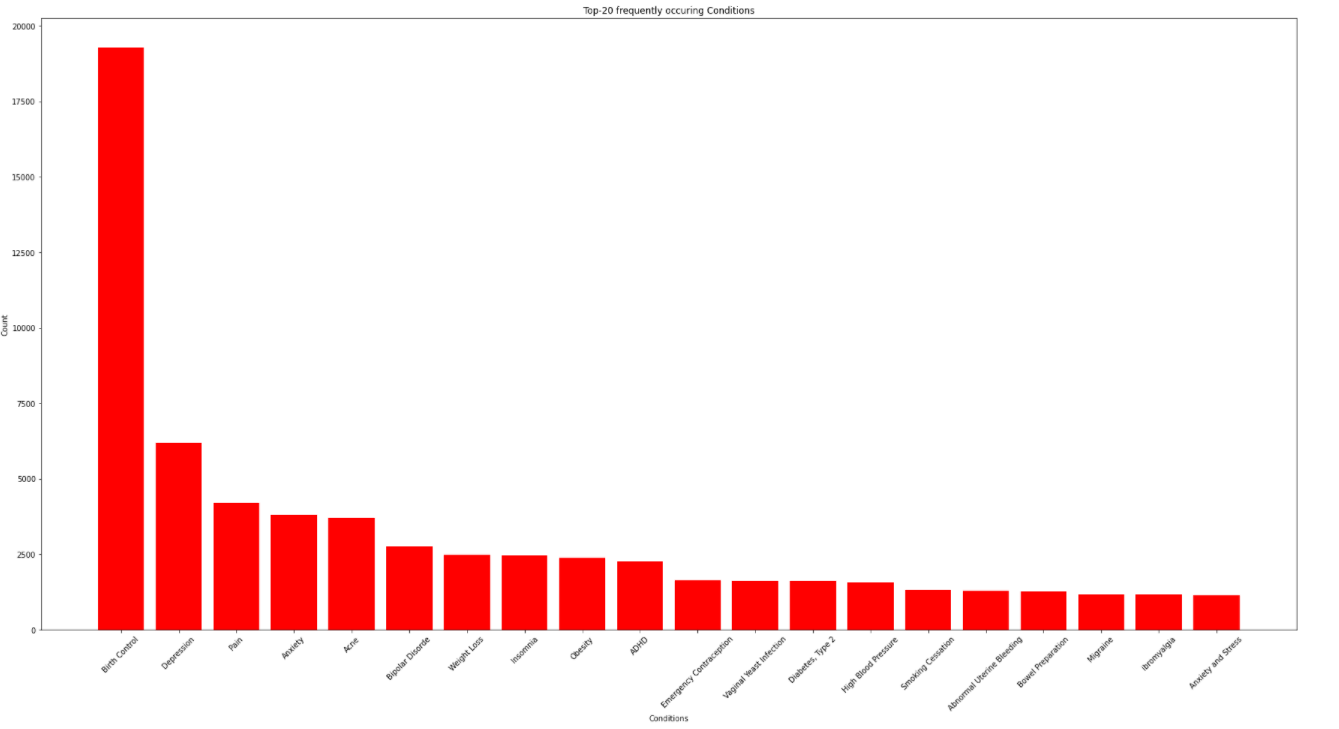 Top-20 frequently occuring Conditions
20000
17500
15000
12500
10000
7500
5000
2500
0
Count
Birth Control
Depression
Pain
Anxiety
Acne
Bipolar Disorde
Weight Loss
Insomnia
Obesity
ADHD
Emergency Contraception
Vaginal Yeast Infection
Diabetes, Type 2
High Blood Pressure
Smoking Cessation
Abnormal Uterine Bleeding
Bowel Preparation
Migraine
ibromyalgia
Anxiety and Stress
Conditions